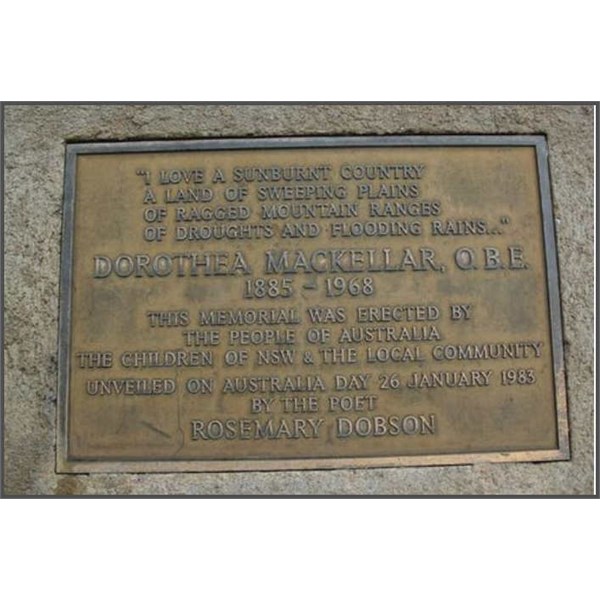 "I LOVE A SUNBURNT COUNTRY
A LAND OF SWEEPING PLAINS
OF RAGGED MOUNTAIN RANGES
OF DROUGHTS AND FLOODING RAINS..."
DOROTHEA MACKELLAR, O.B.E.
1885 - 1968
THIS MEMORIAL WAS ERECTED BY
THE PEOPLE OF AUSTRALIA
THE CHILDREN OF NSW & THE LOCAL COMMUNITY
UNVEILED ON AUSTRALIA DAY 26 JANUARY 1983
BY THE POET
ROSEMARY DOBSON